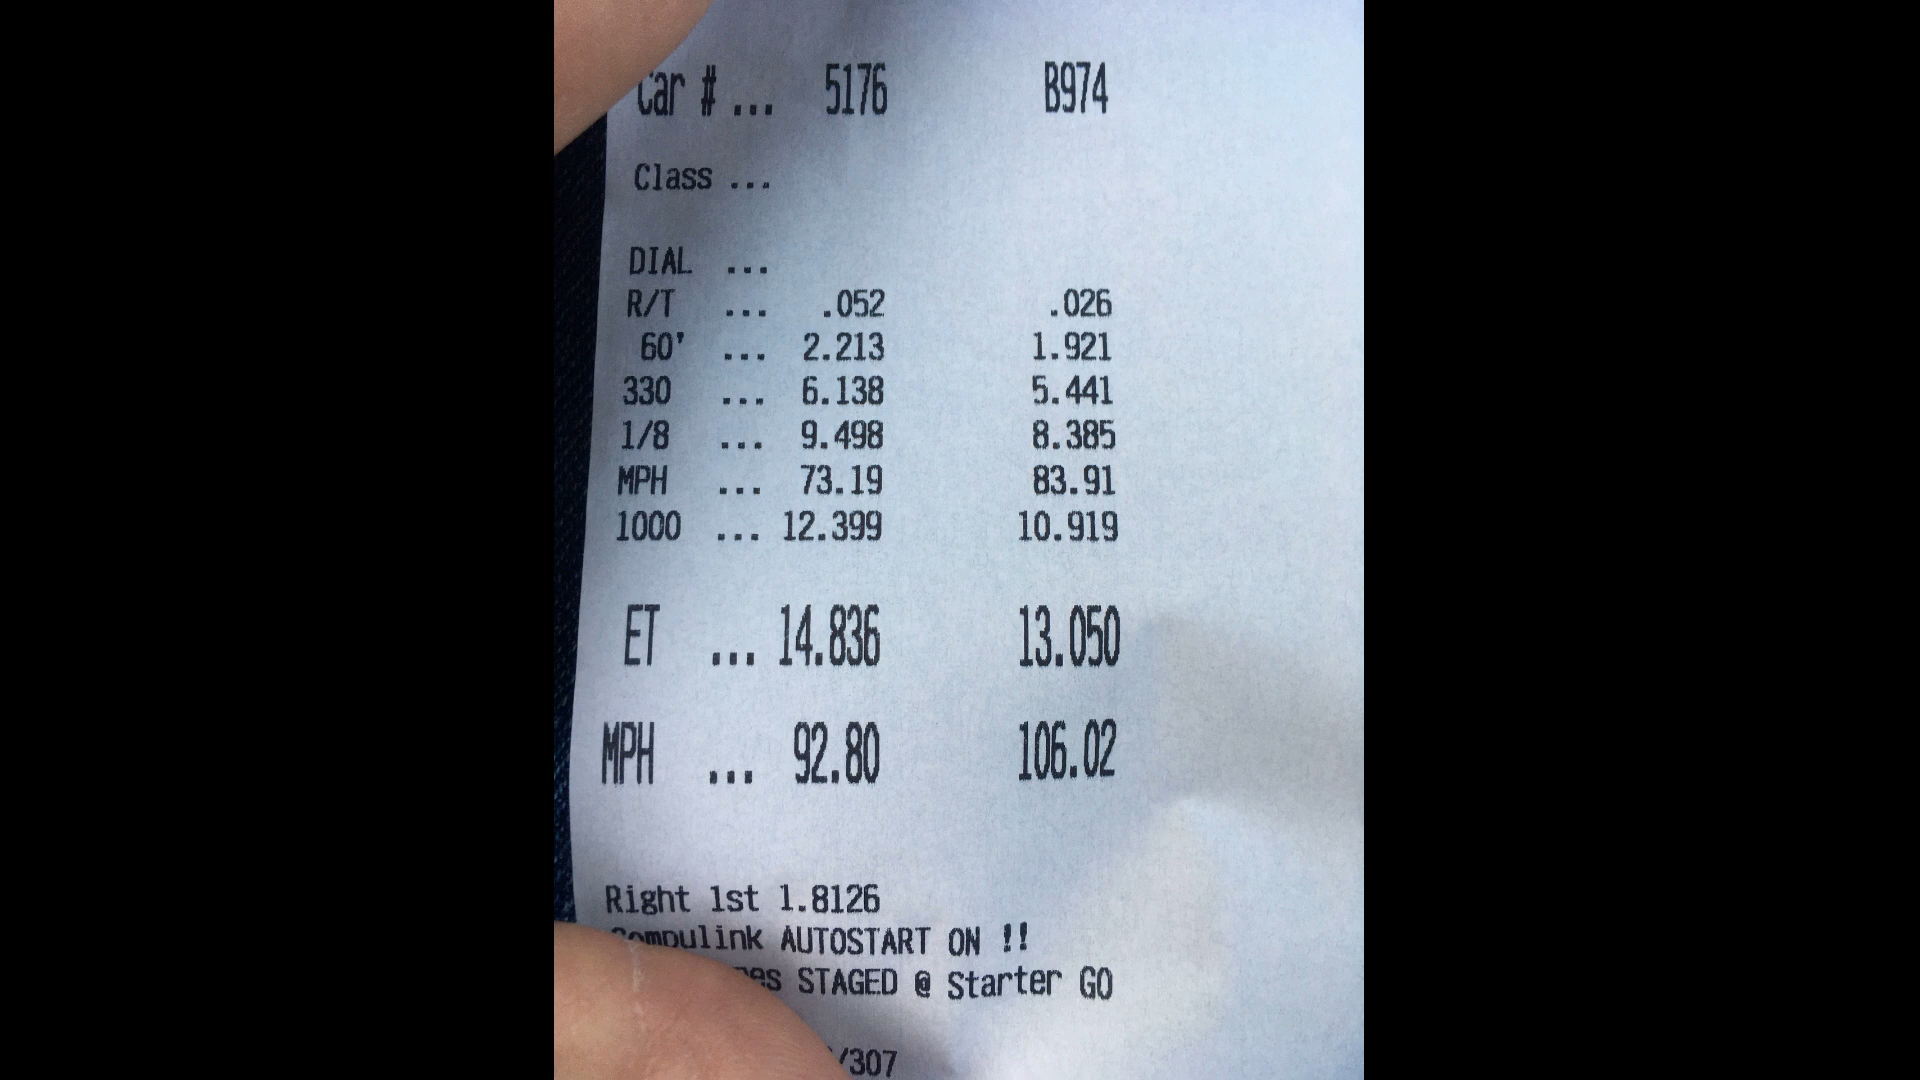 Car # ... 5176 B974
Class ...
DIAL ...
R/T ... .052 .026
60' ... 2.213 1.921
330 ... 6.138 5.441
1/8 ... 9.498 8.385
MPH ... 73.19 83.91
1000 ... 12.399 10.919
ET ... 14.836 13.050
MPH ... 92.80 106.02
Right 1st 1.8126
Compulink AUTOSTART ON !!
STAGED @ Starter GO
/307